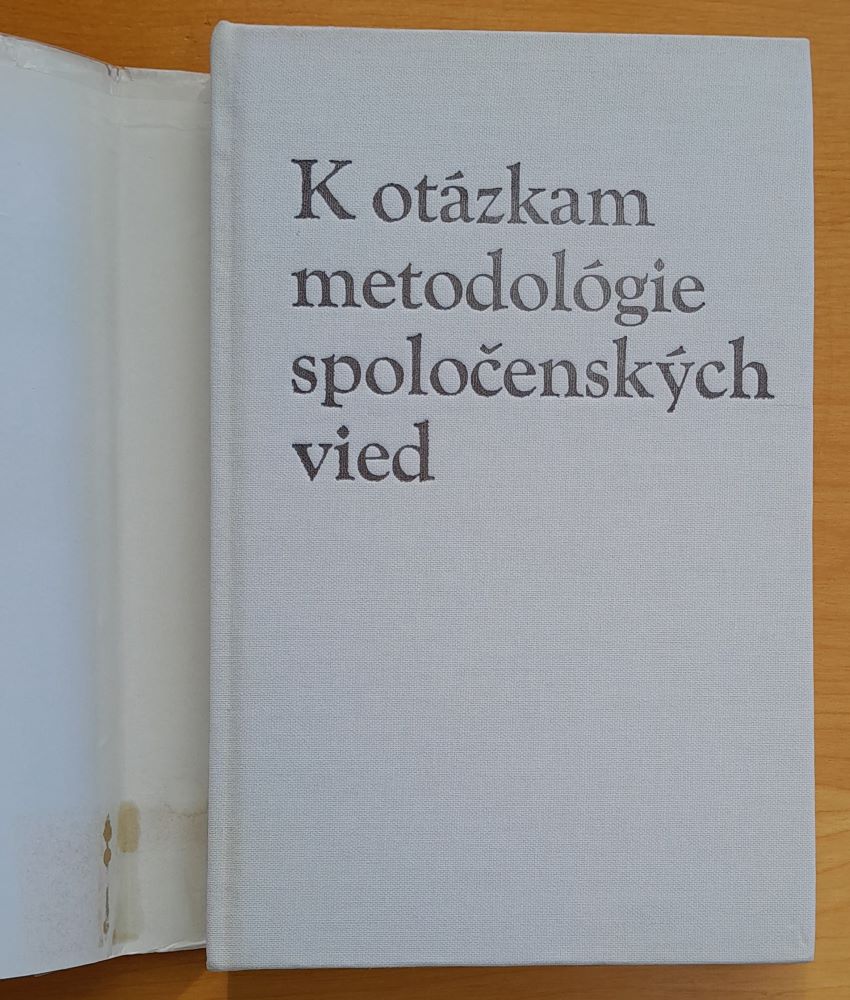 K otázkam
metodológie
spoločenských
vied